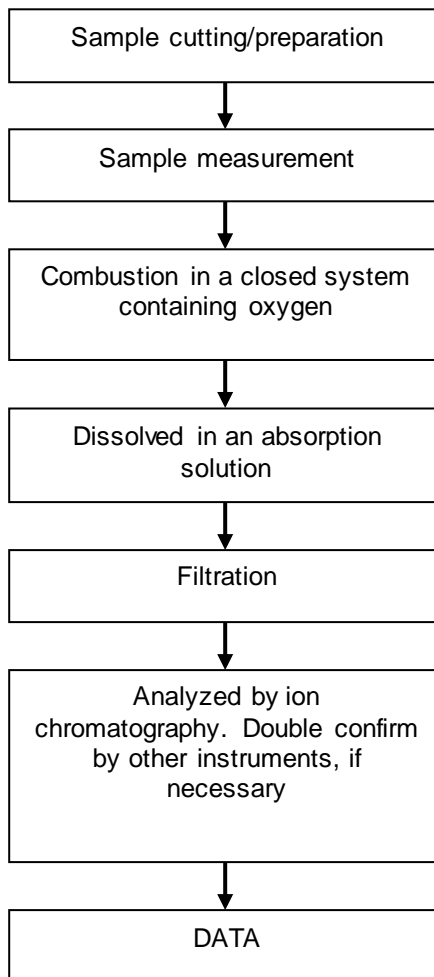 Sample cutting/preparation
Sample measurement
Combustion in a closed system
containing oxygen
Dissolved in an absorption
solution
Filtration
Analyzed by ion
chromatography. Double confirm
by other instruments, if
necessary
DATA